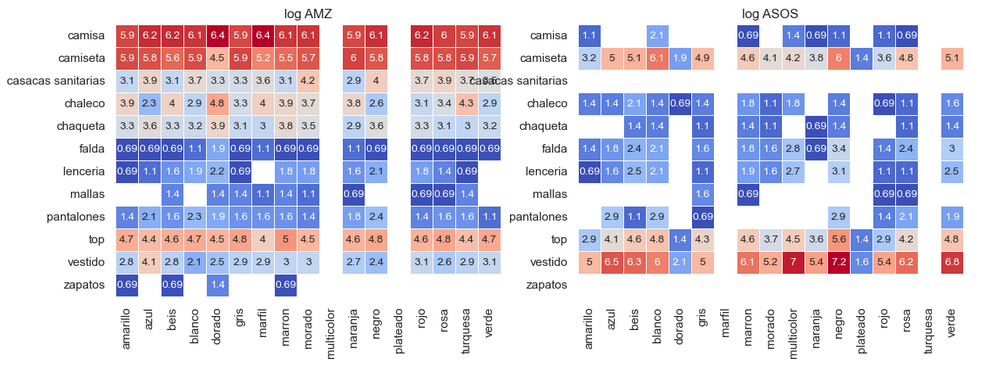 log AMZ
camisa 5.9 6.2 6.2 6.1 6.4 5.9 6.4 6.1 6.1 5.9 6.1 6.2 6 5.9 6.1
camiseta 5.9 5.8 5.6 5.9 4.5 5.9 5.2 5.5 5.7 6 5.8 6 5.8 5.9 5.7
casacas sanitarias 3.1 3.9 3.1 3.7 3.3 3.3 3.6 3.1 4.2 2.9 4 3.7 3.9 3.7
chaleco 3.9 2.3 4 2.9 4.8 3.3 4 3.9 3.7 3.8 2.6 3.1 3.4 4.3 2.9
chaqueta 3.3 3.6 3.3 3.2 3.9 3.1 3 3.8 3.5 2.9 3.6 3.3 3.1 3 3.2
falda 0.69 0.69 0.69 1.1 1.9 0.69 1.1 0.69 0.69 1.1 0.69 0.69 0.69 0.69 0.69
lenceria 0.69 1.1 1.6 1.9 2.2 0.69 1.8 1.8 1.6 2.1 1.8 1.4 0.69
mallas 1.4 1.4 1.4 1.1 1.4 1.1 0.69 0.69 0.69 1.4
pantalones 1.4 2.1 1.6 2.3 1.9 1.6 1.6 1.6 1.4 1.8 2.4 1.4 1.6 1.6 1.1
top 4.7 4.4 4.6 4.7 4.5 4.8 4 5 4.5 4.6 4.8 4.6 4.8 4.4 4.7
vestido 2.8 4.1 2.8 2.1 2.5 2.9 2.9 3 3 2.7 2.4 3.1 2.6 2.9 3.1
zapatos 0.69 0.69 1.4 0.69
amarillo azul beis blanco dorado gris marfil marron morado multicolor naranja negro plateado rojo rosa turquesa verde
log ASOS
camisa 1.1 2.1 0.69 1.4 0.69 1.1 1.1 0.69
camiseta 3.2 5 5.1 6.1 1.9 4.9 4.6 4.1 4.2 3.8 6 1.4 3.6 4.8 5.1
casacas sanitarias
chaleco 1.4 1.4 2.1 1.4 0.69 1.4 1.8 1.1 1.8 1.4 0.69 1.1 1.6
chaqueta 1.4 1.4 1.1 1.4 1.1 0.69 1.4 1.1 1.4
falda 1.4 1.8 2.4 2.1 1.6 1.8 1.6 2.8 0.69 3.4 1.4 2.4 3
lenceria 0.69 1.6 2.5 2.1 1.1 1.9 1.6 2.7 3.1 1.1 1.1 2.5
mallas 1.6 0.69 0.69 0.69
pantalones 2.9 1.1 2.9 0.69 2.9 1.4 2.1 1.9
top 2.9 4.1 4.6 4.8 1.4 4.3 4.6 3.7 4.5 3.6 5.6 1.4 2.9 4.2 4.8
vestido 5 6.5 6.3 6 2.1 5 6.1 5.2 7 5.4 7.2 1.6 5.4 6.2 6.8
zapatos
amarillo azul beis blanco dorado gris marfil marron morado multicolor naranja negro plateado rojo rosa turquesa verde